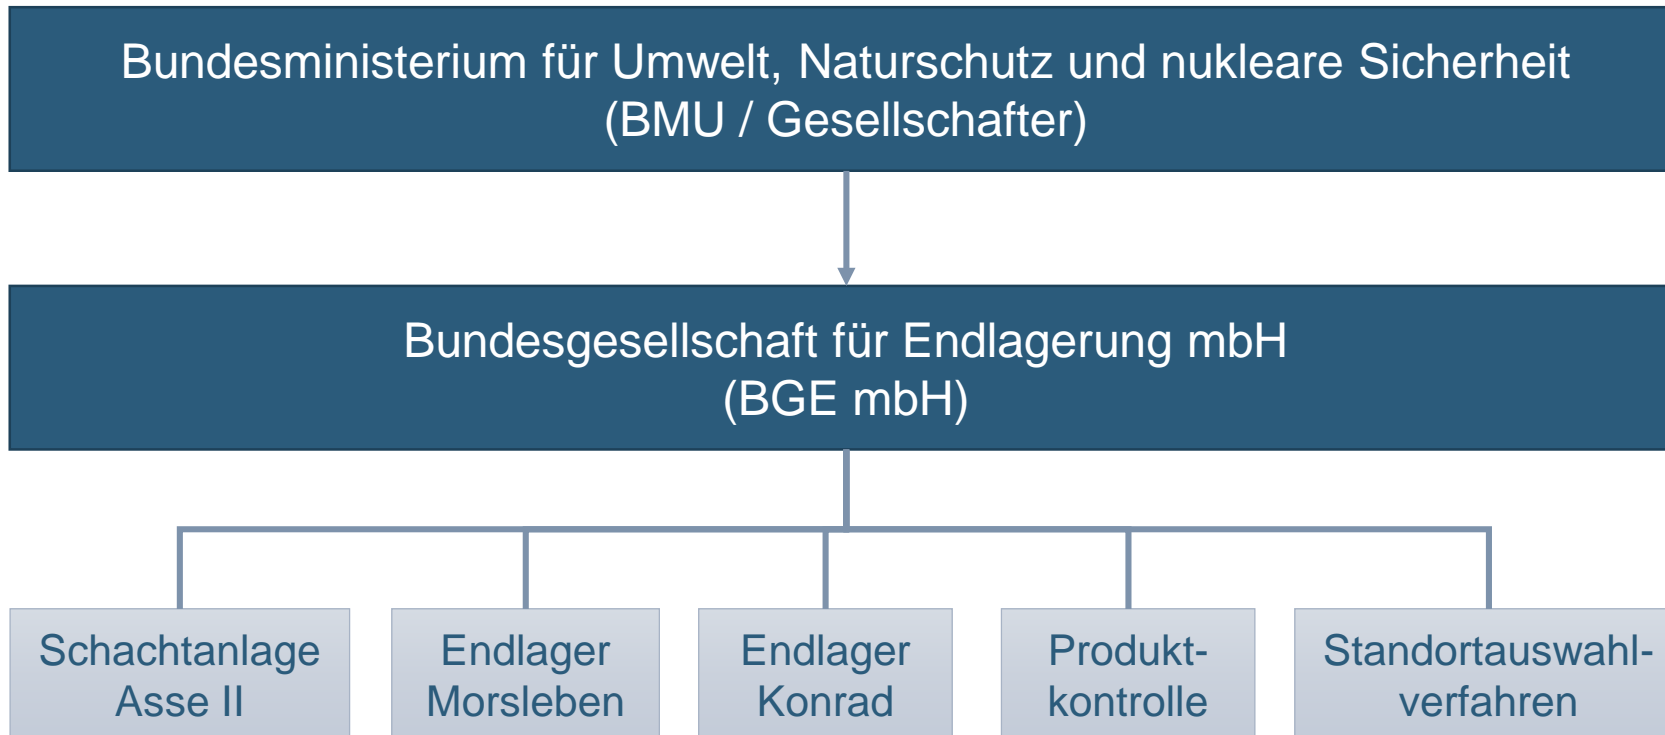 Bundesministerium für Umwelt, Naturschutz und nukleare Sicherheit
(BMU / Gesellschafter)
Bundesgesellschaft für Endlagerung mbH
(BGE mbH)
Schachtanlage
Asse II
Endlager
Morsleben
Endlager
Konrad
Produkt-
kontrolle
Standortauswahl-
verfahren